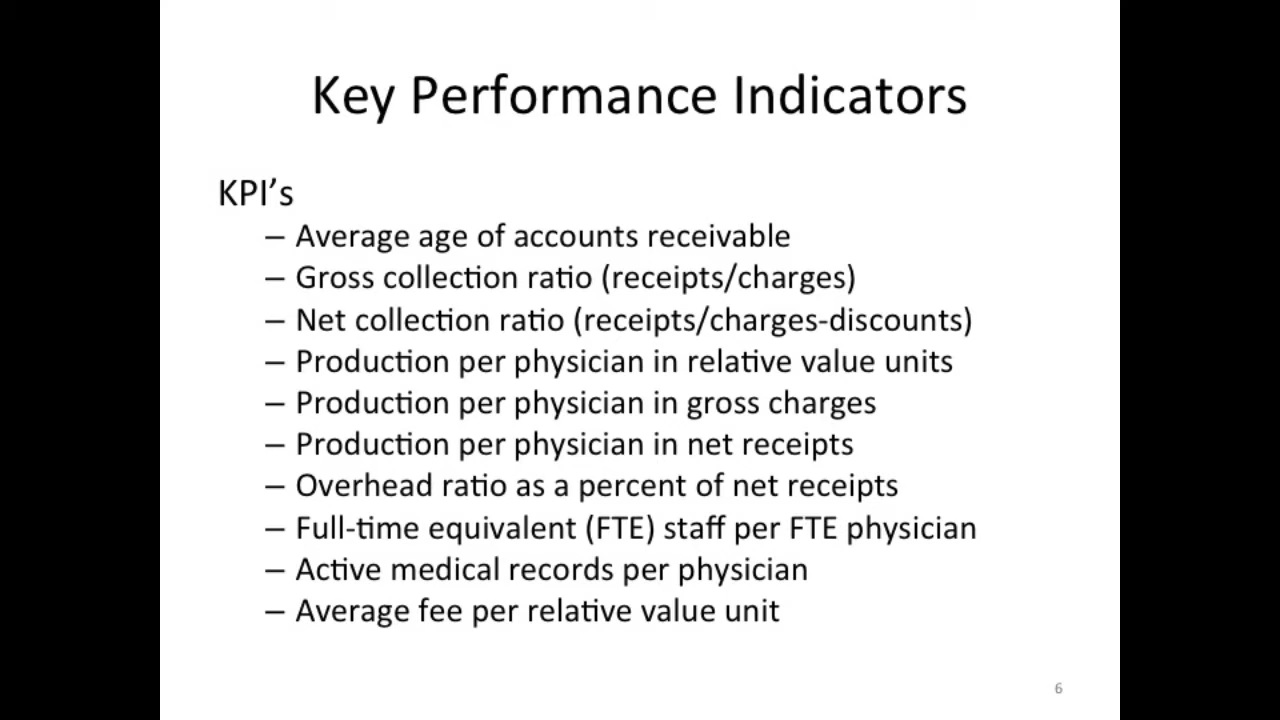 Key Performance Indicators
KPI’s
– Average age of accounts receivable
– Gross collection ratio (receipts/charges)
– Net collection ratio (receipts/charges-discounts)
– Production per physician in relative value units
– Production per physician in gross charges
– Production per physician in net receipts
– Overhead ratio as a percent of net receipts
– Full-time equivalent (FTE) staff per FTE physician
– Active medical records per physician
– Average fee per relative value unit
6